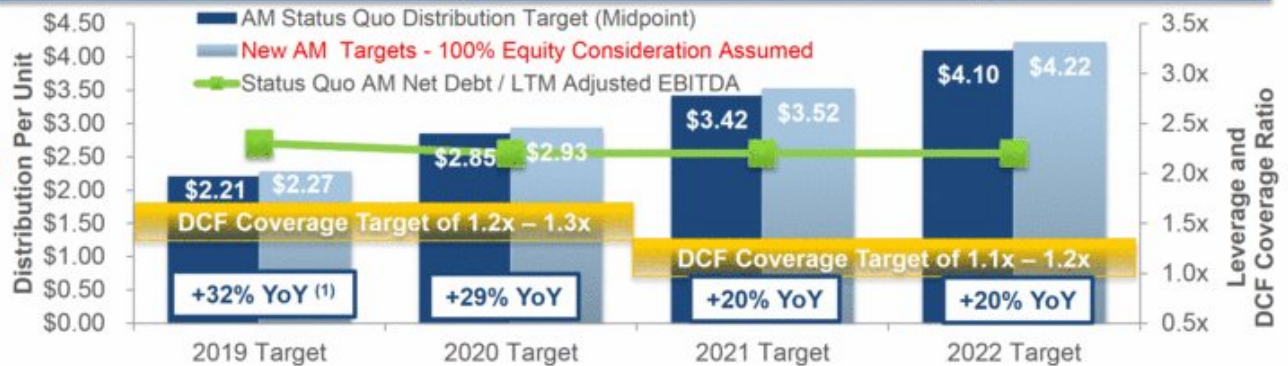 $4.50
$4.00
$3.50
$3.00
$2.50
$2.00
$1.50
$1.00
$0.50
$0.00
Distribution Per Unit
AM Status Quo Distribution Target (Midpoint)
New AM Targets - 100% Equity Consideration Assumed
Status Quo AM Net Debt / LTM Adjusted EBITDA
$2.21
$2.27
$2.85
$2.93
$3.42
$3.52
$4.10
$4.22
DCF Coverage Target of 1.2x – 1.3x
DCF Coverage Target of 1.1x – 1.2x
+32% YoY (1)
+29% YoY
+20% YoY
+20% YoY
2019 Target
2020 Target
2021 Target
2022 Target
3.5x
3.0x
2.5x
2.0x
1.5x
1.0x
0.5x
Leverage and
DCF Coverage Ratio